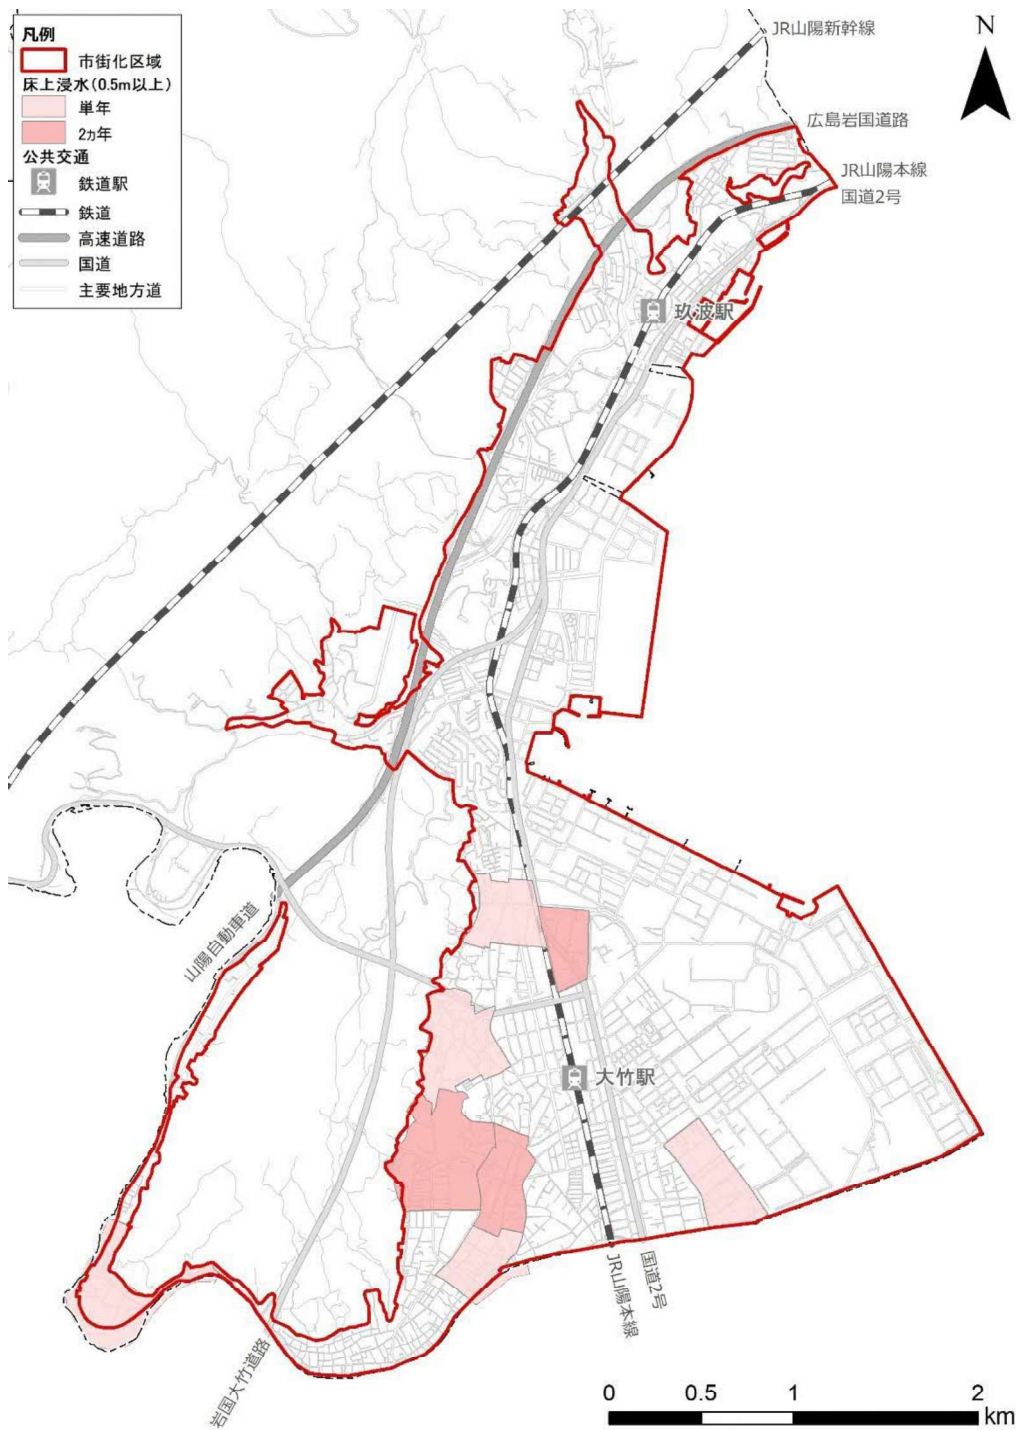 凡例
市街化区域
床上浸水(0.5m以上)
単年
2ヵ年
公共交通
鉄道駅
鉄道
高速道路
国道
主要地方道
N
JR山陽新幹線
広島岩国道路
JR山陽本線
国道2号
玖波駅
山陽自動車道
大竹駅
岩国大竹道路
JR山陽本線
国道2号
0 0.5 1 2
km